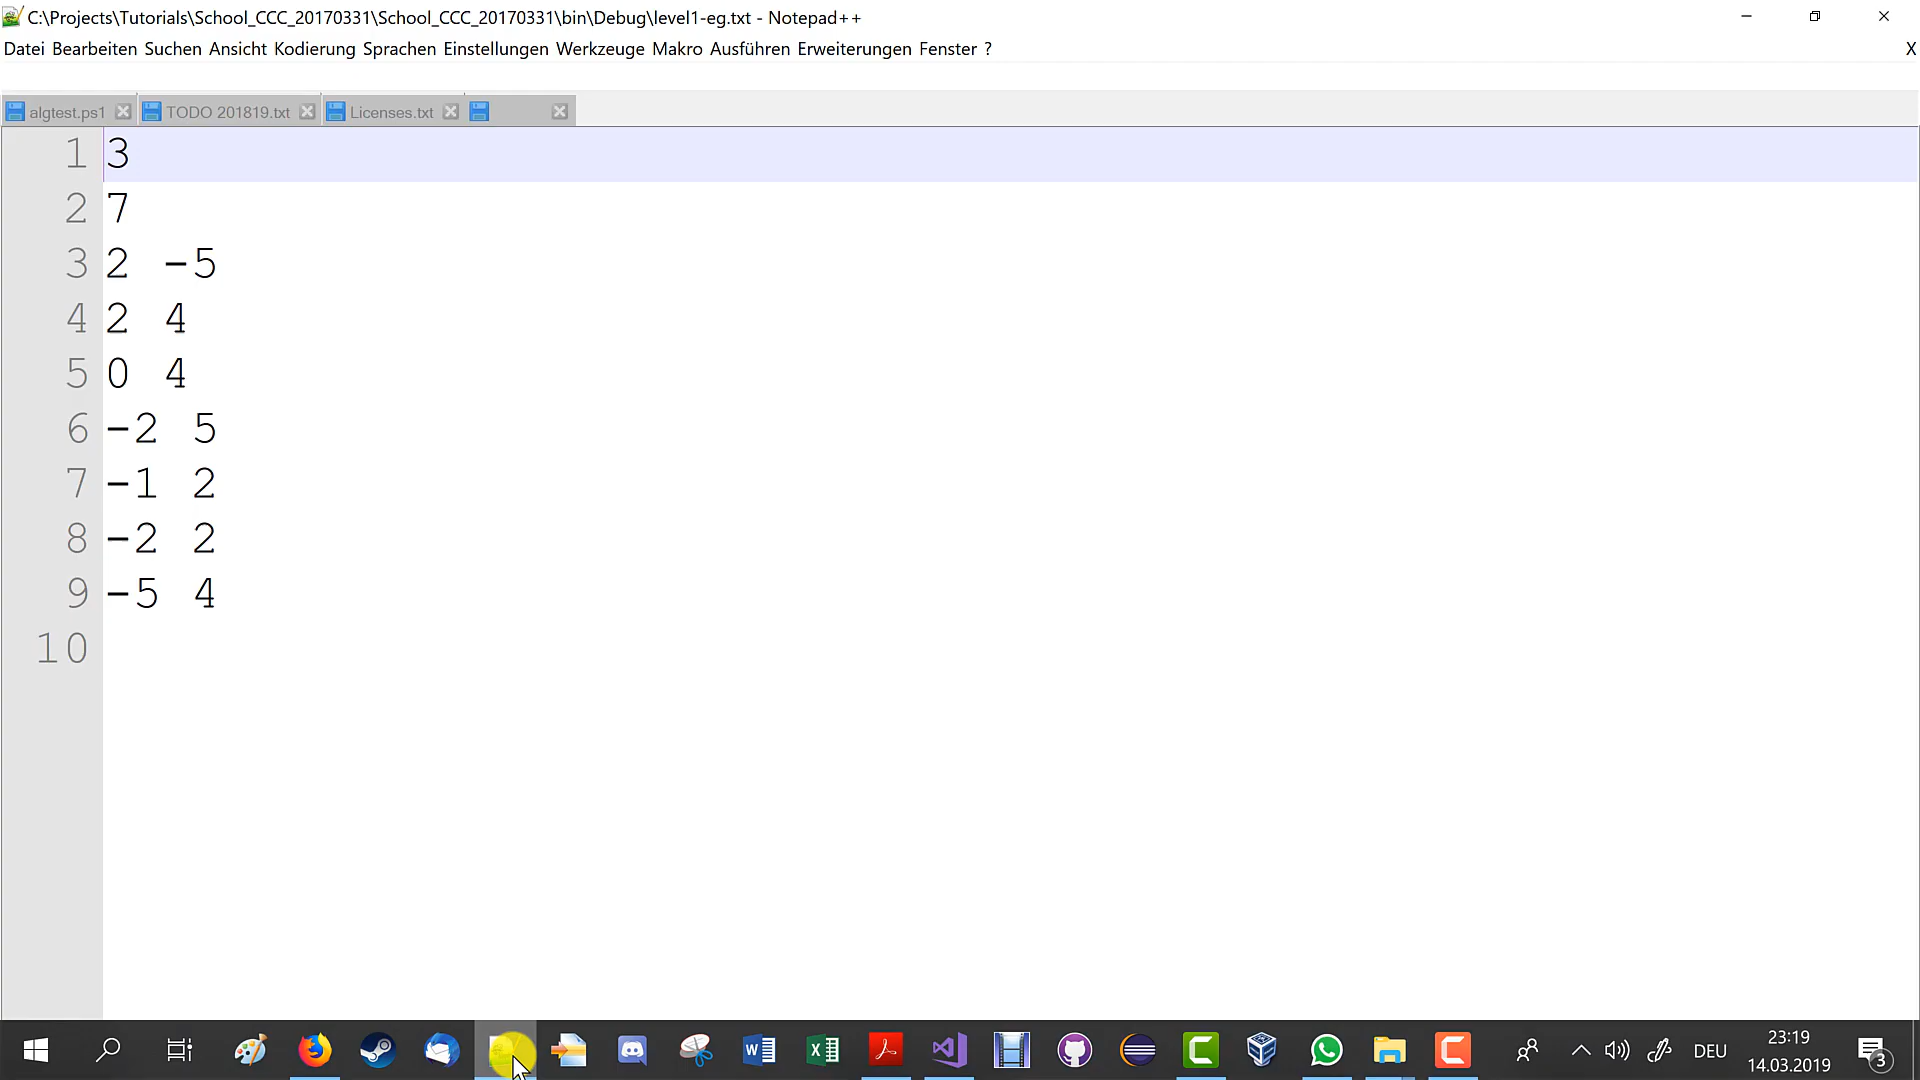 C:\Projects\Tutorials\School_CCC_20170331\School_CCC_20170331\bin\Debug\level1-eg.txt - Notepad++
Datei Bearbeiten Suchen Ansicht Kodierung Sprachen Einstellungen Werkzeuge Makro Ausführen Erweiterungen Fenster ? X
algtest.ps1 TODO 201819.txt Licenses.txt
1 3
2 7
3 2 -5
4 2 4
5 0 4
6 -2 5
7 -1 2
8 -2 2
9 -5 4
10
DEU 23:19 3
14.03.2019